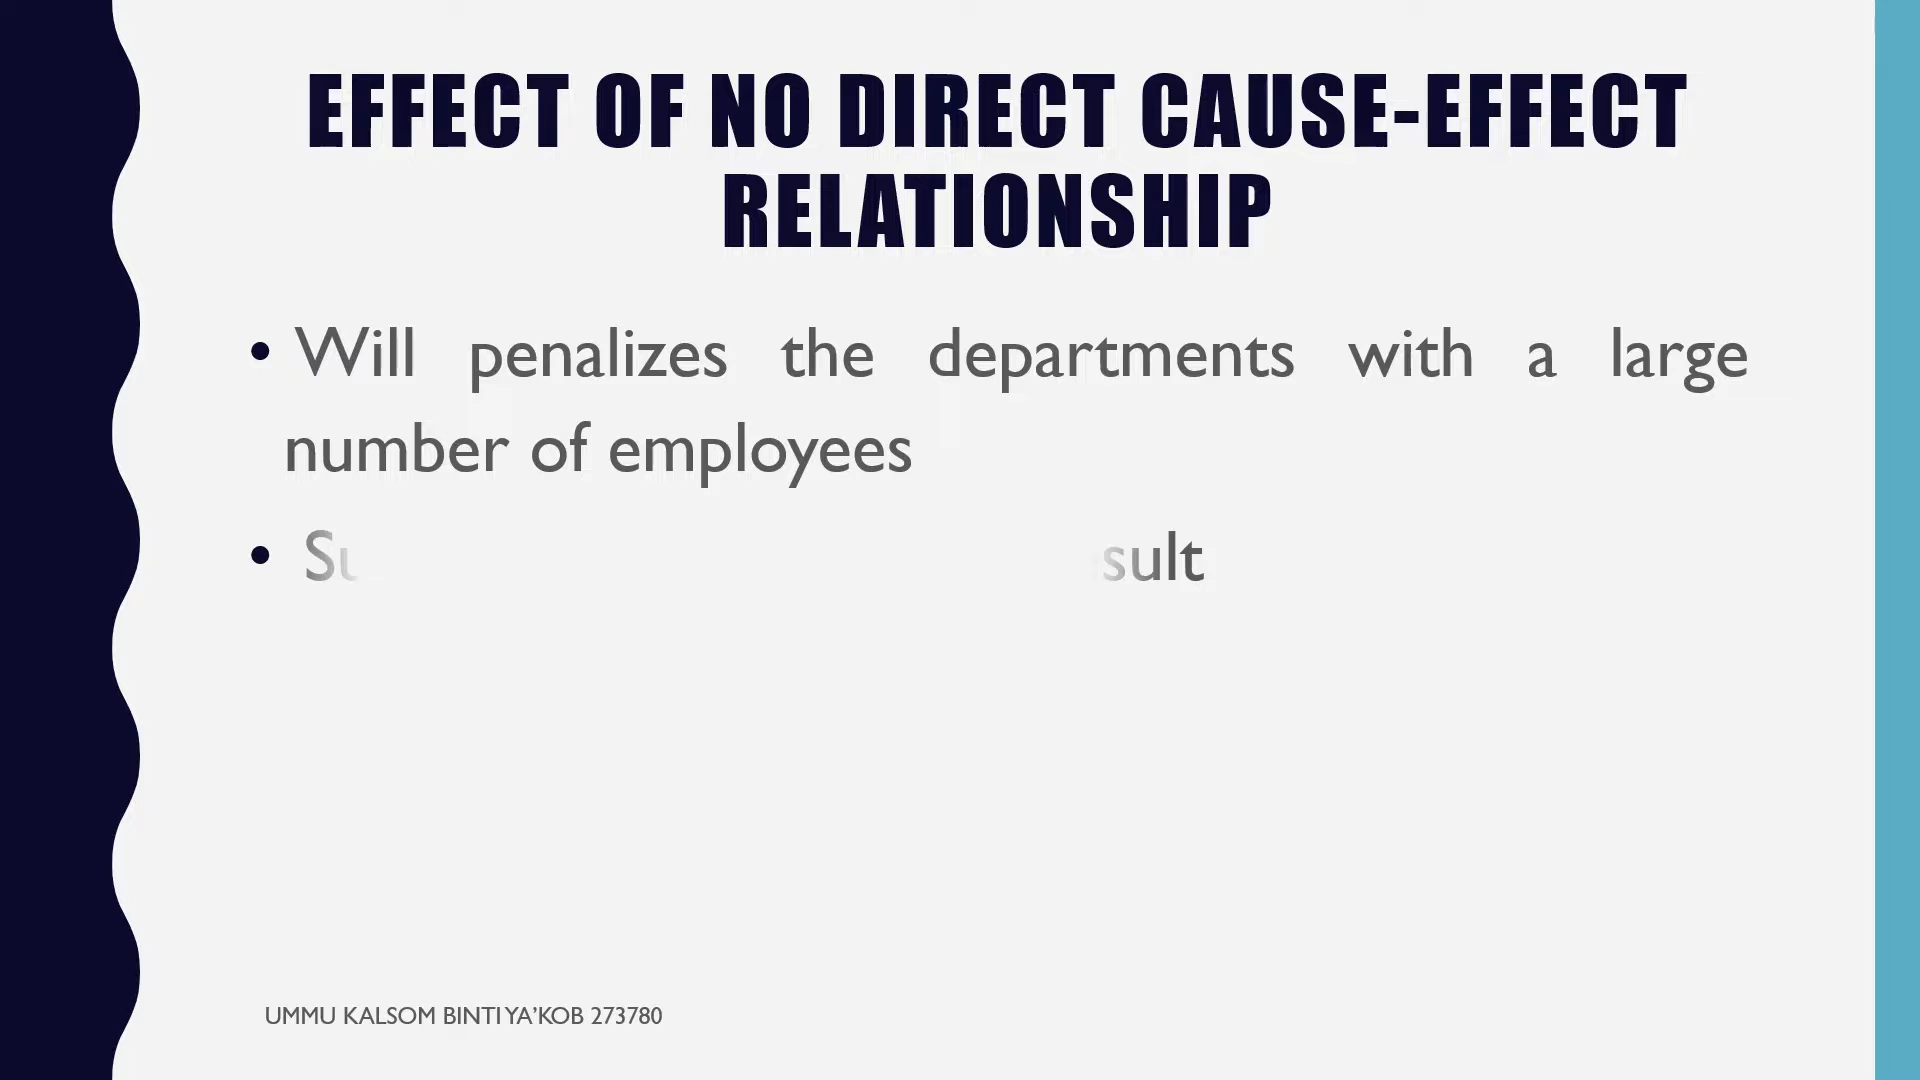 EFFECT OF NO DIRECT CAUSE-EFFECT
RELATIONSHIP
• Will penalizes the departments with a large
number of employees
•
UMMU KALSOM BINTI YA’KOB 273780